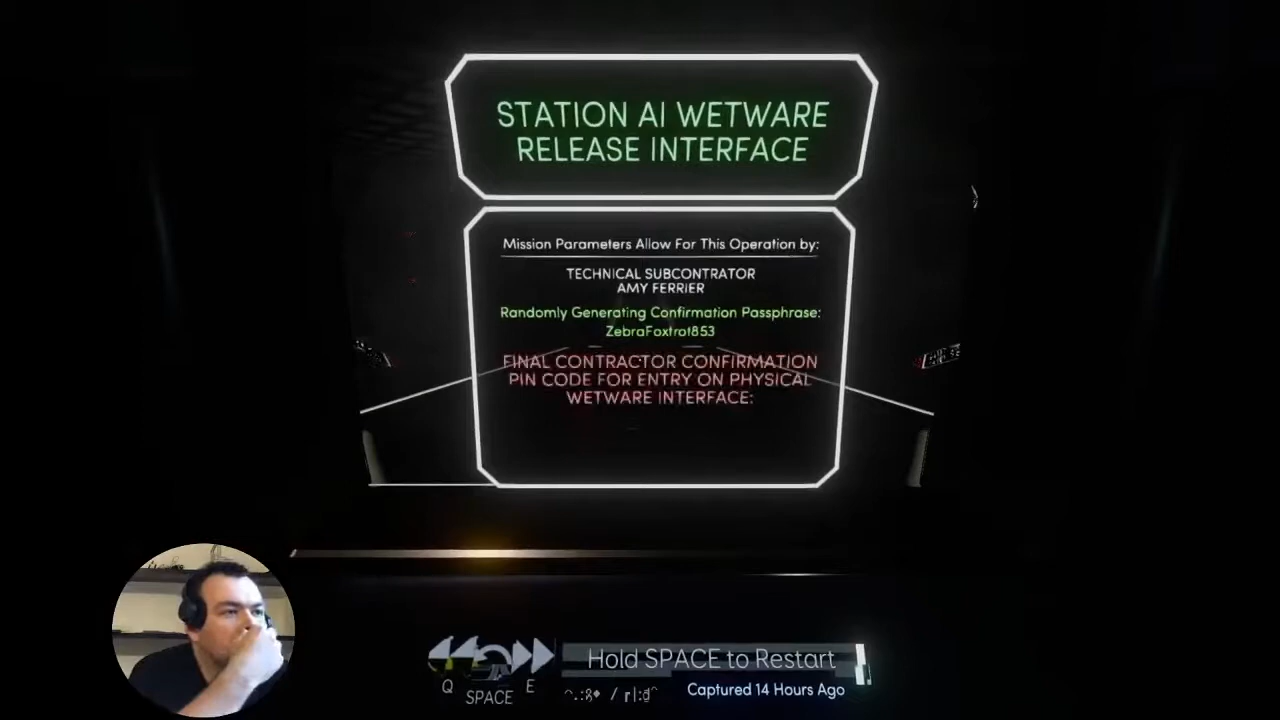 STATION AI WETWARE
RELEASE INTERFACE
Mission Parameters Allow For This Operation by:
TECHNICAL SUBCONTRATOR
AMY FERRIER
Randomly Generating Confirmation Passphrase:
ZebraFoxtrot853
FINAL CONTRACTOR CONFIRMATION
PIN CODE FOR ENTRY ON PHYSICAL
WETWARE INTERFACE:
Hold SPACE to Restart
Q SPACE E
Captured 14 Hours Ago